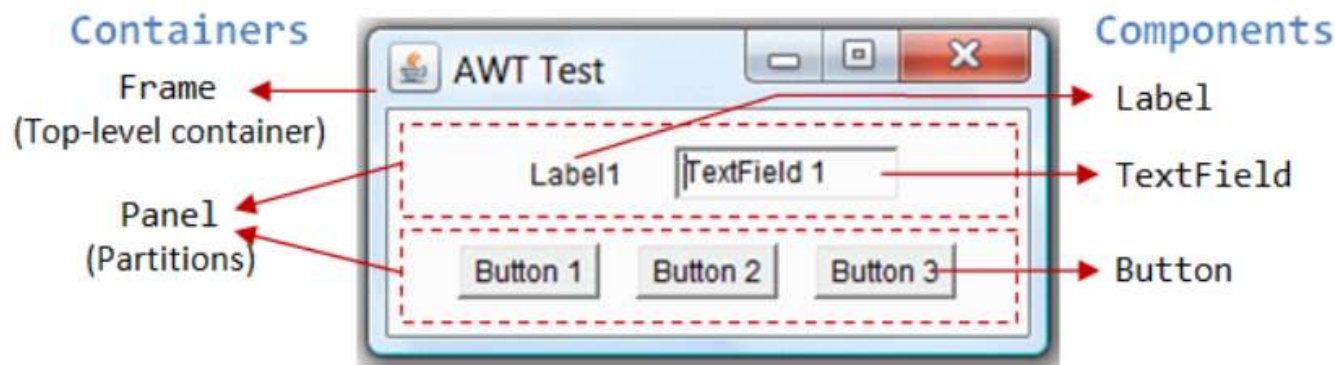 Containers
Components
AWT Test
Frame
(Top-level container)
Label
Label1
TextField 1
TextField
Panel
(Partitions)
Button 1
Button 2
Button 3
Button